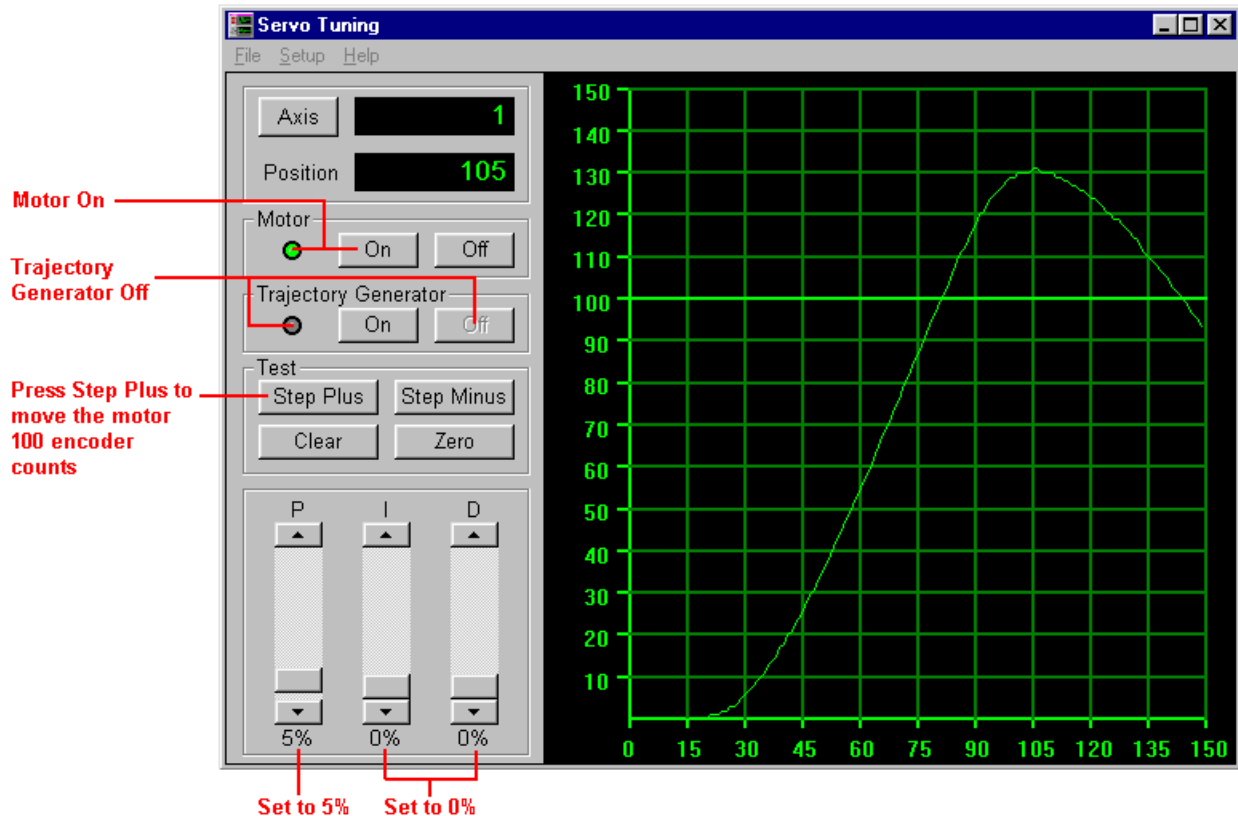 Servo Tuning
File Setup Help
Axis 1
Position 105
Motor On
Motor
On Off
Trajectory
Generator Off
Trajectory Generator
On Off
Press Step Plus to
move the motor
100 encoder
counts
Test
Step Plus Step Minus
Clear Zero
P I D
5% 0% 0%
Set to 5% Set to 0%
150
140
130
120
110
100
90
80
70
60
50
40
30
20
10
0 15 30 45 60 75 90 105 120 135 150